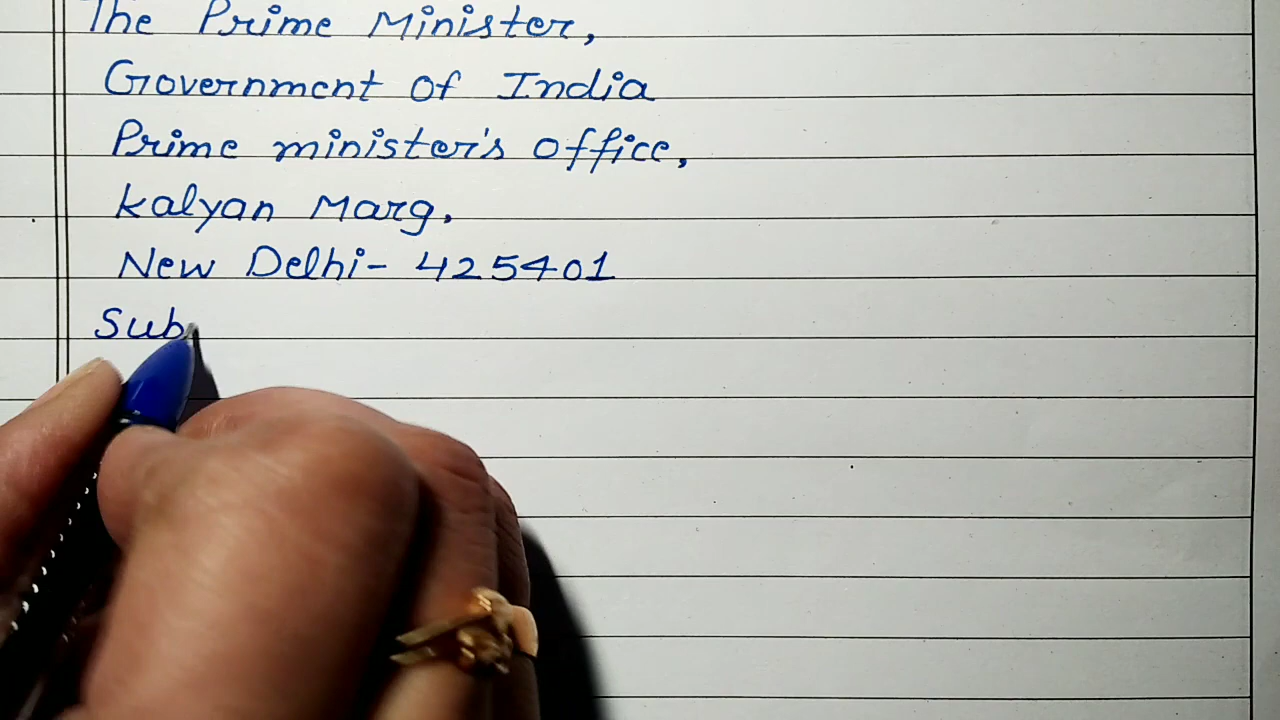 The Prime Minister,
Government of India
Prime minister's office,
Kalyan Marg.
New Delhi- 425401
Sub